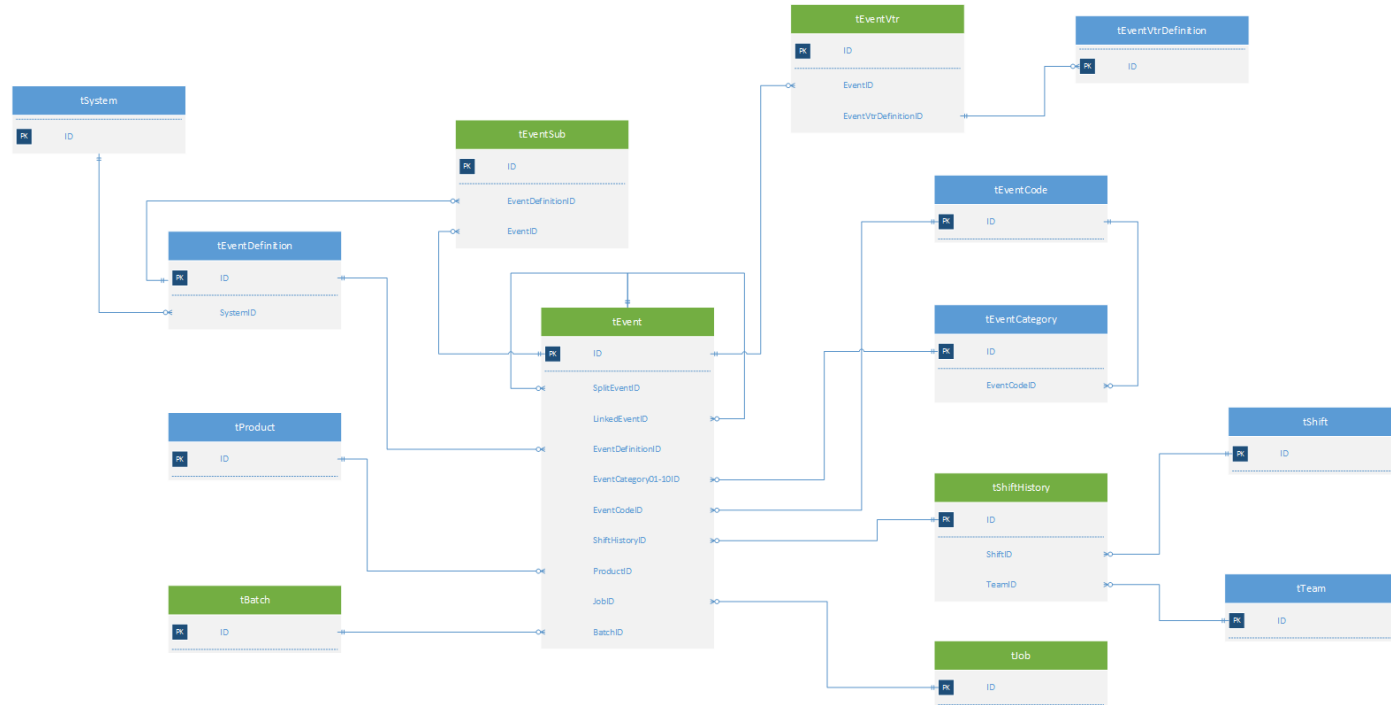 tSystem
PK ID
tEventDefinition
PK ID
SystemID
tProduct
PK ID
tBatch
PK ID
tEventSub
PK ID
EventDefinitionID
EventID
tEvent
PK ID
SplitEventID
LinkedEventID
EventDefinitionID
EventCategory01-10ID
EventCodeID
ShiftHistoryID
ProductID
JobID
BatchID
tEventVtr
PK ID
EventID
EventVtrDefinitionID
tEventVtrDefinition
PK ID
tEventCode
PK ID
tEventCategory
PK ID
EventCodeID
tShiftHistory
PK ID
ShiftID
TeamID
tJob
PK ID
tShift
PK ID
tTeam
PK ID